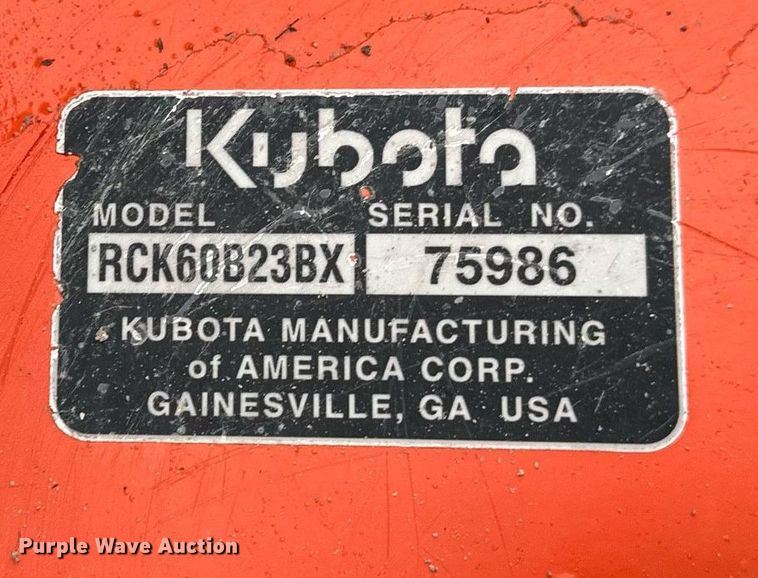 Kubota
MODEL SERIAL NO.
RCK60B23BX 75986
KUBOTA MANUFACTURING
of AMERICA CORP.
GAINESVILLE, GA USA
Purple Wave Auction